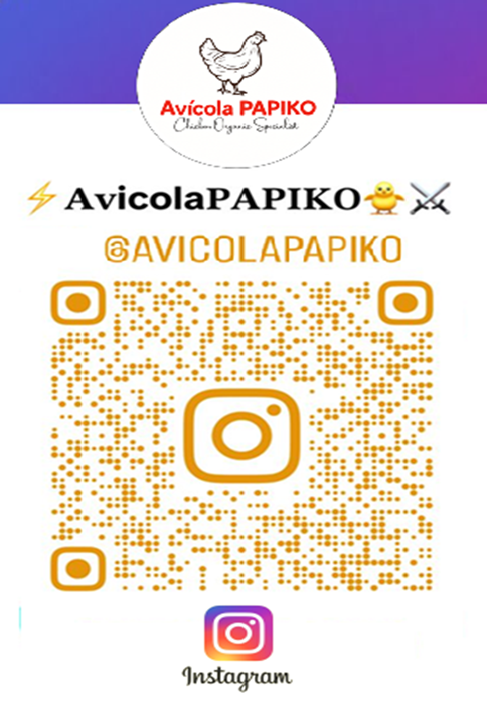 Avícola PAPIKO
Chicken Organic Specialist
⚡AvicolaPAPIKO🐥⚔
@AVICOLAPAPIKO
Instagram